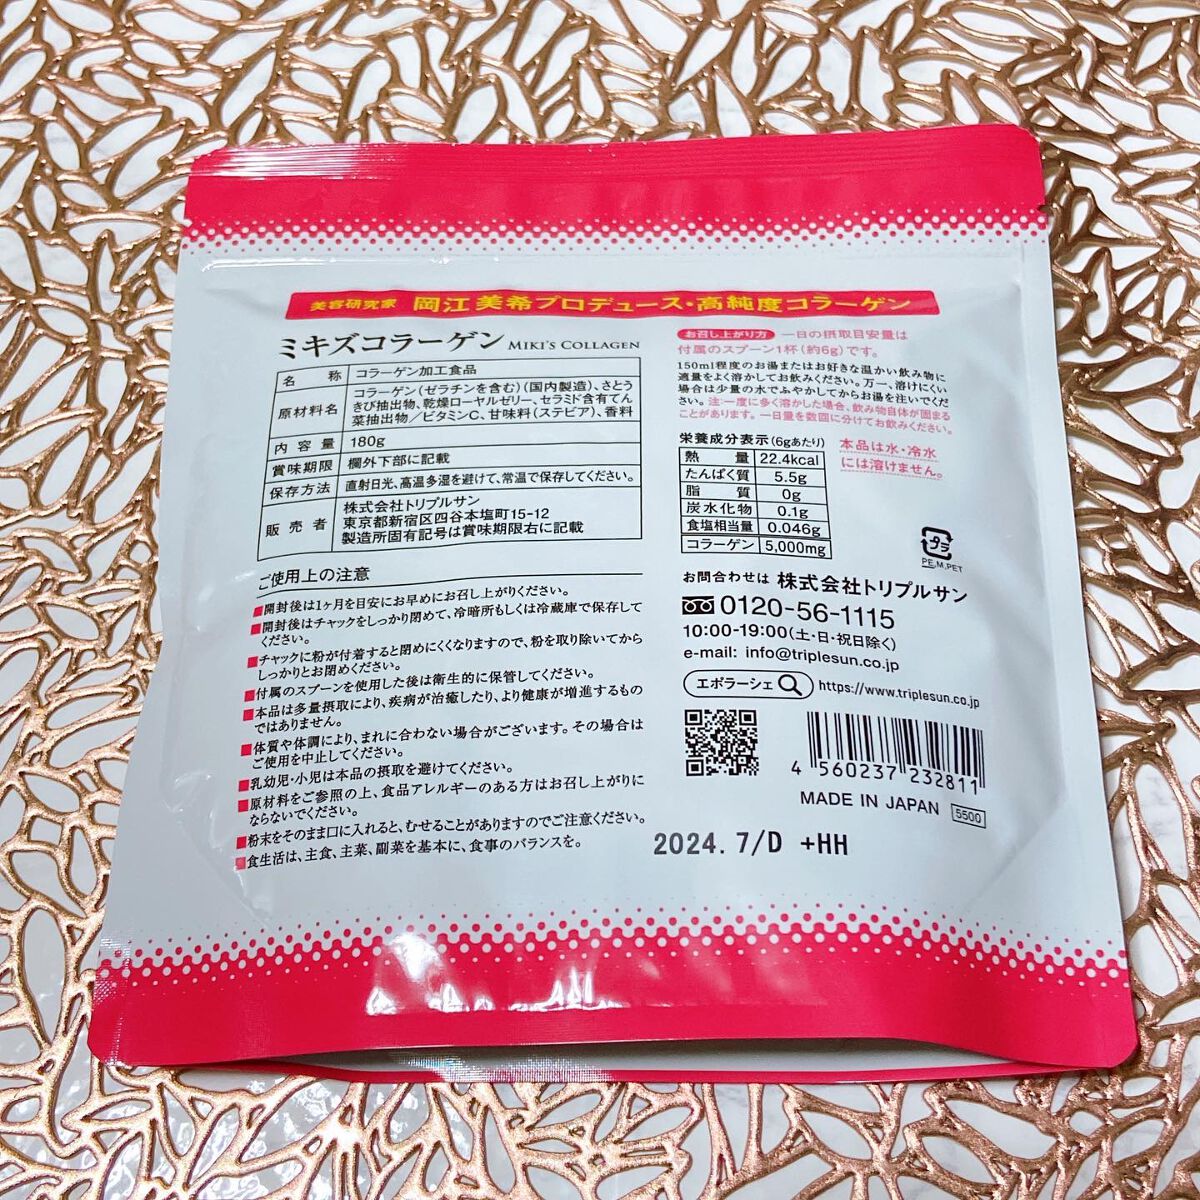 美容研究家 岡江美希プロデュース・高純度コラーゲン
ミキズコラーゲン MIKI'S COLLAGEN
名 称 コラーゲン加工食品
原材料名 コラーゲン(ゼラチンを含む)(国内製造)、さとう
きび抽出物、乾燥ローヤルゼリー、セラミド含有てん
菜抽出物/ビタミンC、甘味料(ステビア)、香料
内容量 180g
賞味期限 欄外下部に記載
保存方法 直射日光、高温多湿を避けて、常温で保存してください。
販売者 株式会社トリプルサン
東京都新宿区四谷本塩町15-12
製造所固有記号は賞味期限右に記載
ご使用上の注意
■開封後は1ヶ月を目安にお早めにお召し上がりください。
■開封後はチャックをしっかり閉めて、冷暗所もしくは冷蔵庫で保存して
ください。
■チャックに粉が付着すると閉めにくくなりますので、粉を取り除いてから
しっかりとお閉めください。
■付属のスプーンを使用した後は衛生的に保管してください。
■本品は多量摂取により、疾病が治癒したり、より健康が増進するもの
ではありません。
■体質や体調により、まれに合わない場合がございます。その場合は
ご使用を中止してください。
■乳幼児・小児は本品の摂取を避けてください。
■原材料をご参照の上、食品アレルギーのある方はお召し上がりに
ならないでください。
■粉末をそのまま口に入れると、むせることがありますのでご注意ください。
■食生活は、主食、主菜、副菜を基本に、食事のバランスを。
お召し上がり方 一日の摂取目安量は
付属のスプーン1杯(約6g)です。
150ml程度のお湯またはお好きな温かい飲み物に
適量をよく溶かしてお飲みください。万一、溶けにくい
場合は少量の水でふやかしてからお湯を注いでくだ
さい。注:一度に多く溶かした場合、飲み物自体が固まる
ことがあります。一日量を数回に分けてお飲みください。
栄養成分表示(6gあたり)
熱 量 22.4kcal
たんぱく質 5.5g
脂 質 0g
炭水化物 0.1g
食塩相当量 0.046g
コラーゲン 5,000mg
本品は水・冷水
には溶けません。
プラ
PE,M,PET
お問合わせは 株式会社トリプルサン
0120-56-1115
10:00-19:00(土・日・祝日除く)
e-mail: info@triplesun.co.jp
エポラーシェ https://www.triplesun.co.jp
4 560237 232811
MADE IN JAPAN 5500
2024.7/D +HH